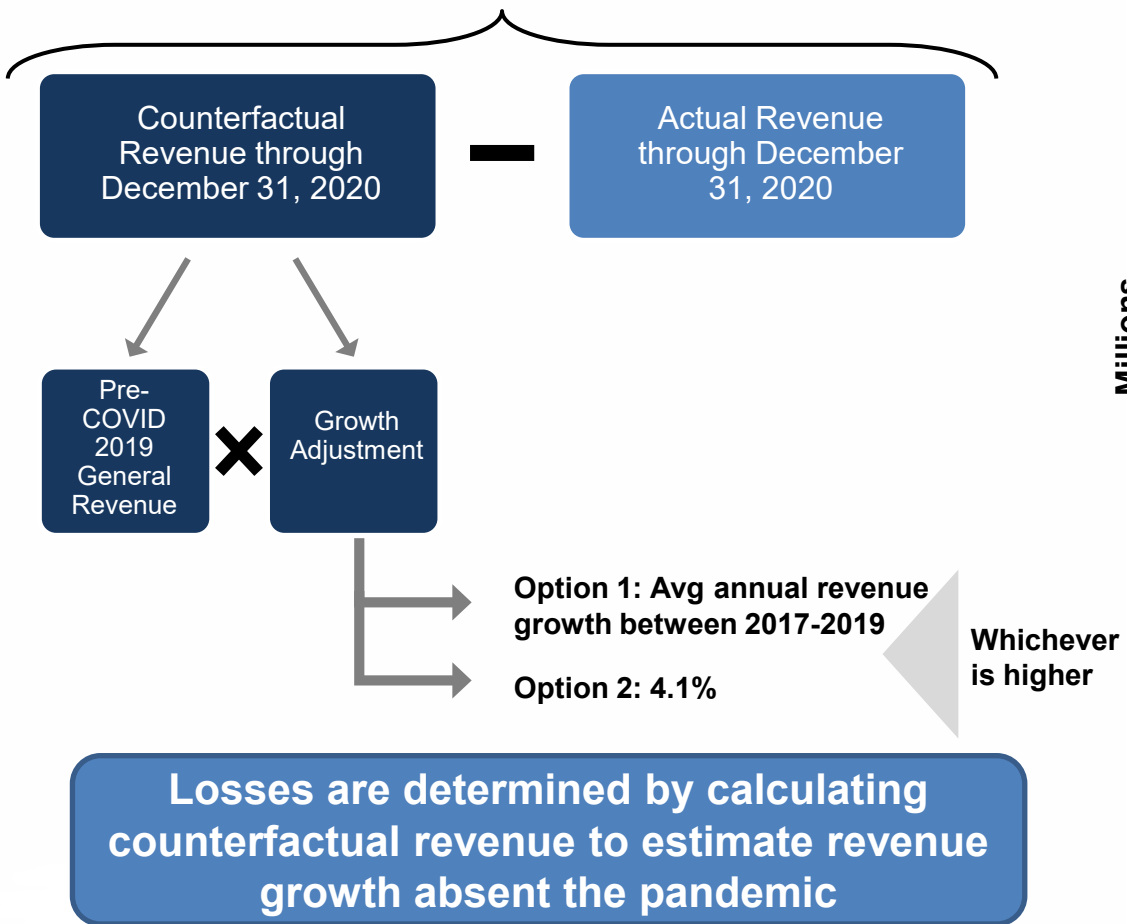 Counterfactual
Revenue through
December 31, 2020
Actual Revenue
through December
31, 2020
Pre-
COVID
2019
General
Revenue
Growth
Adjustment
Option 1: Avg annual revenue
growth between 2017-2019
Option 2: 4.1%
Whichever
is higher
Millions
Losses are determined by calculating
counterfactual revenue to estimate revenue
growth absent the pandemic